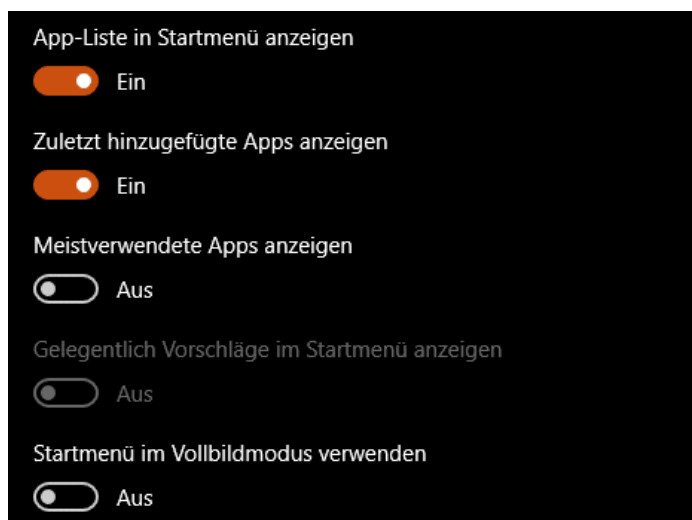 App-Liste in Startmenü anzeigen
Ein
Zuletzt hinzugefügte Apps anzeigen
Ein
Meistverwendete Apps anzeigen
Aus
Gelegentlich Vorschläge im Startmenü anzeigen
Aus
Startmenü im Vollbildmodus verwenden
Aus